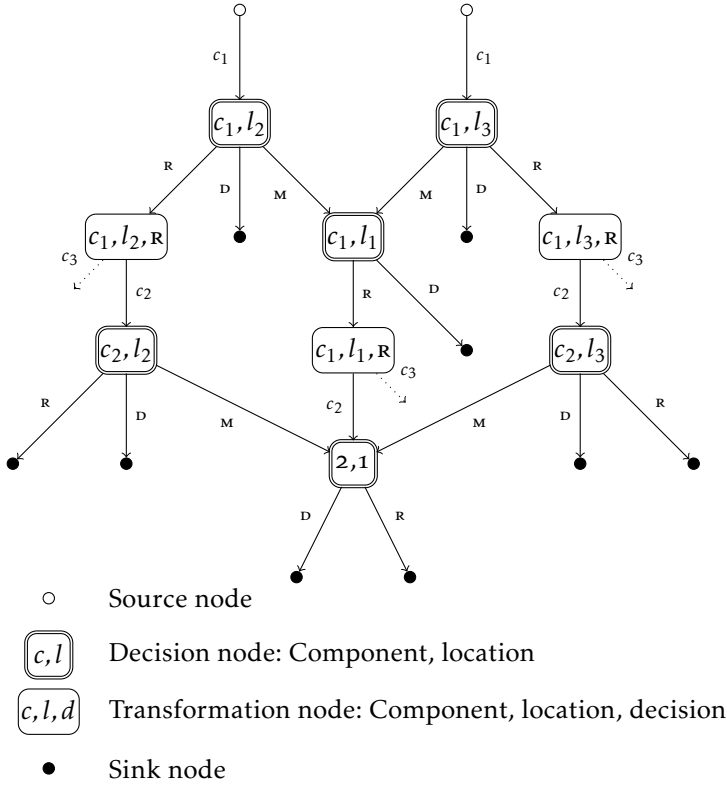 c₁ c₁
c₁, l₂ c₁, l₃
R D M M D R
c₁, l₂, R c₁, l₁ c₁, l₃, R
c₃ c₂ R D c₂ c₃
c₂, l₂ c₁, l₁, R c₂, l₃
c₃
R D M c₂ M D R
2,1
D R
Source node
c, l Decision node: Component, location
c, l, d Transformation node: Component, location, decision
Sink node